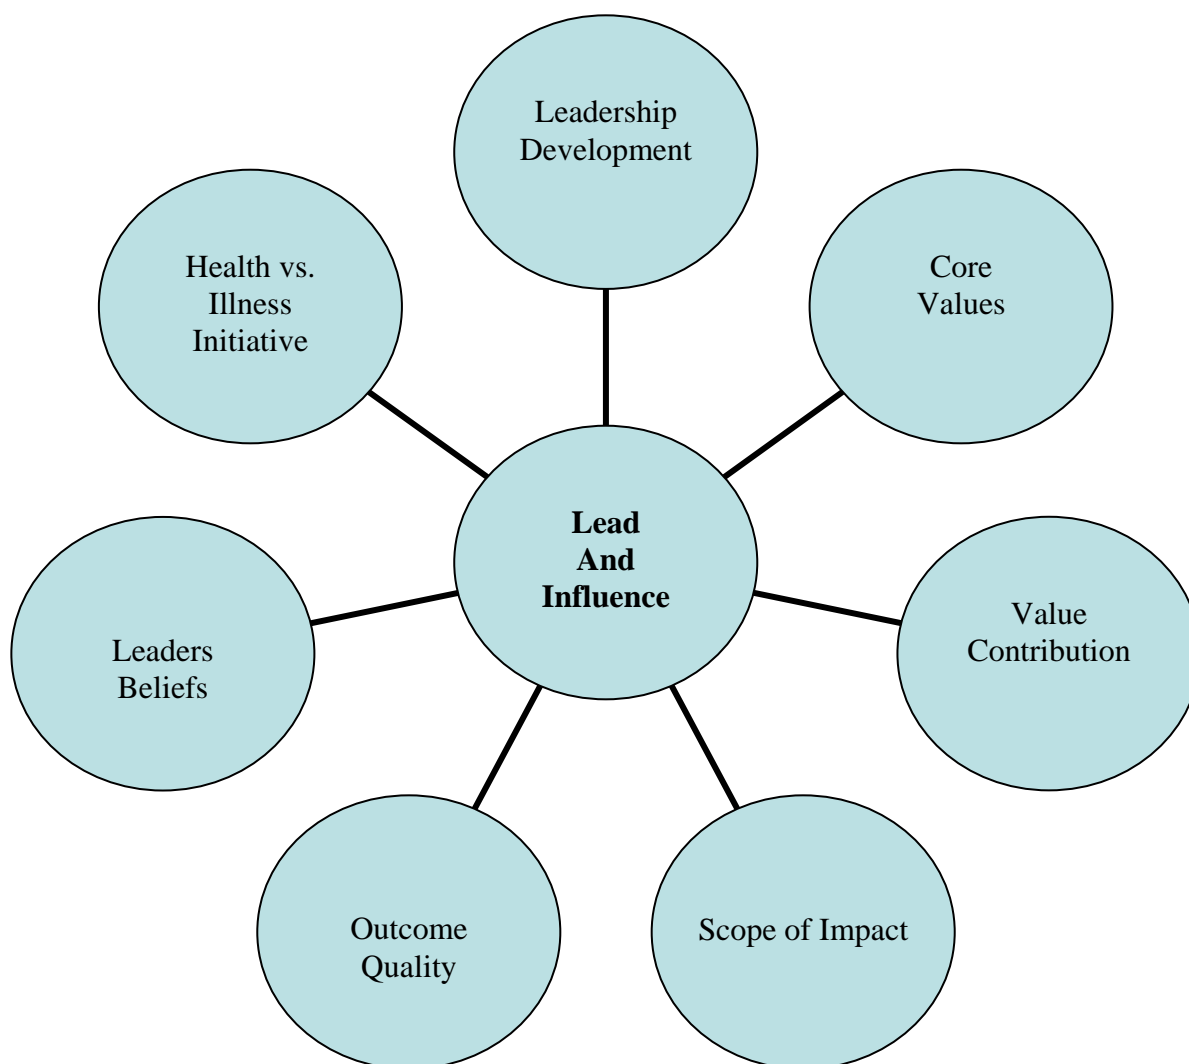 Leadership
Development
Health vs.
Illness
Initiative
Core
Values
Lead
And
Influence
Value
Contribution
Leaders
Beliefs
Outcome
Quality
Scope of Impact